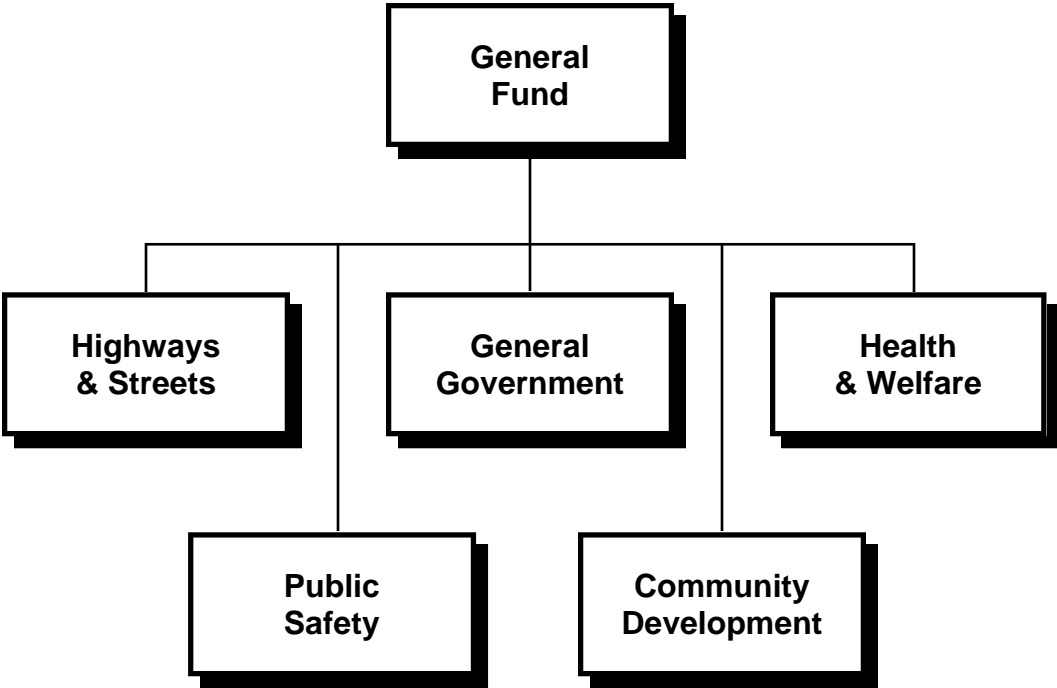 General
Fund
Highways
& Streets
General
Government
Health
& Welfare
Public
Safety
Community
Development